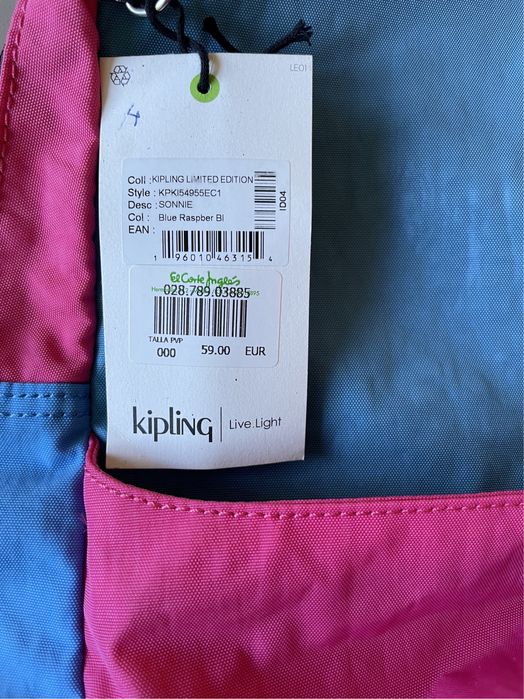 LE01
4
Coll :KIPLING LIMITED EDITION
Style : KPKI54955EC1
Desc :SONNIE
Col : Blue Raspber Bl
EAN :
ID04
1 96010 46315 4
El Corte Inglés
028.789.03885
TALLA PVP
000 59.00 EUR
kipling | Live.Light